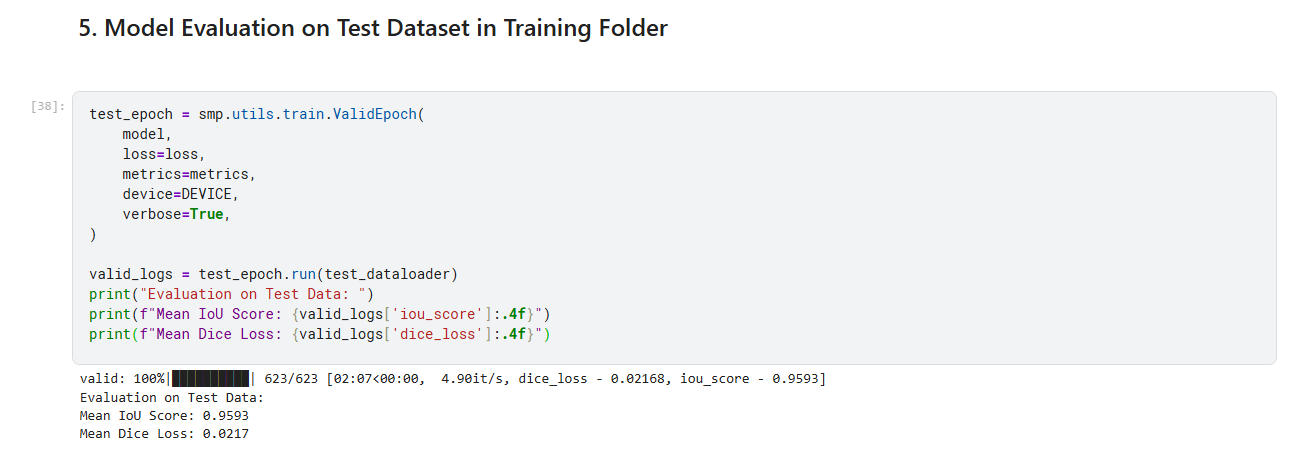 5. Model Evaluation on Test Dataset in Training Folder
[38]:
test_epoch = smp.utils.train.ValidEpoch(
    model,
    loss=loss,
    metrics=metrics,
    device=DEVICE,
    verbose=True,
)
valid_logs = test_epoch.run(test_dataloader)
print("Evaluation on Test Data: ")
print(f"Mean IoU Score: {valid_logs['iou_score']:.4f}")
print(f"Mean Dice Loss: {valid_logs['dice_loss']:.4f}")
valid: 100%|██████████| 623/623 [02:07<00:00,  4.90it/s, dice_loss - 0.02168, iou_score - 0.9593]
Evaluation on Test Data:
Mean IoU Score: 0.9593
Mean Dice Loss: 0.0217